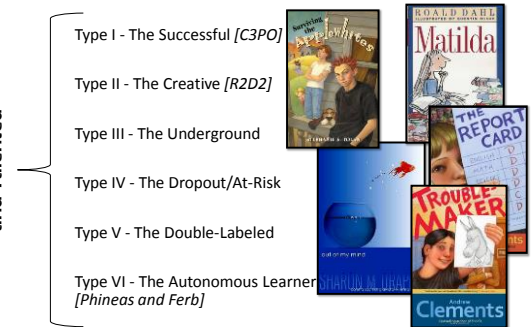 and Talented
Type I - The Successful [C3PO]
Type II - The Creative [R2D2]
Type III - The Underground
Type IV - The Dropout/At-Risk
Type V - The Double-Labeled
Type VI - The Autonomous Learner
[Phineas and Ferb]
Surviving
the
Applewhites
ROALD DAHL
Matilda
THE
REPORT
CARD
out of my mind
SHARON M.
TROUBLE
MAKER
Andrew
Clements